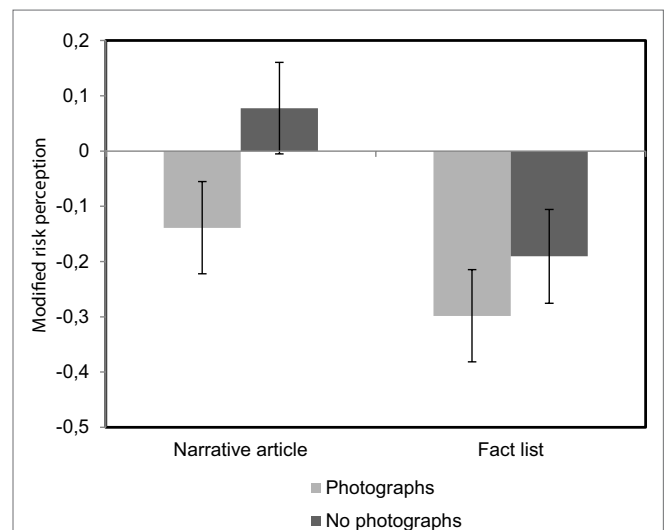 0,2
0,1
0
-0,1
-0,2
-0,3
-0,4
-0,5
Modified risk perception
Narrative article Fact list
Photographs
No photographs